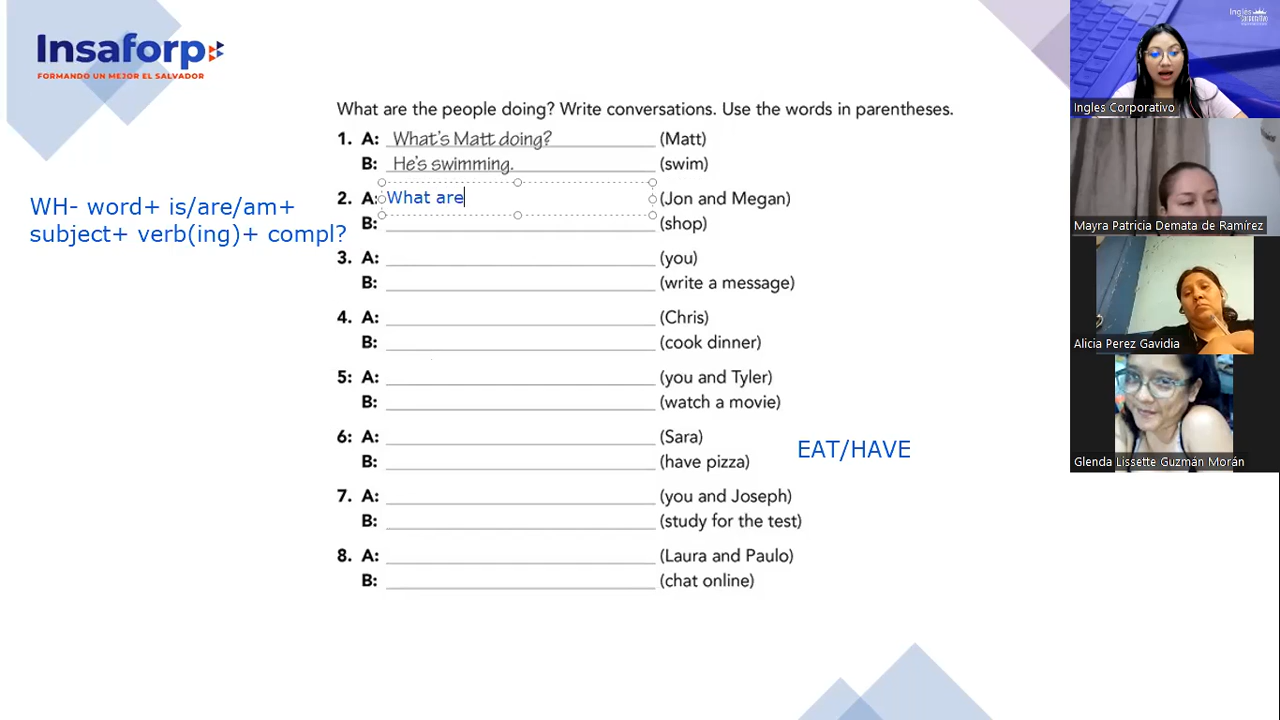 Insaforp
FORMANDO UN MEJOR EL SALVADOR
What are the people doing? Write conversations. Use the words in parentheses.
1. A: What's Matt doing? (Matt)
B: He's swimming. (swim)
2. A: What are (Jon and Megan)
B: (shop)
3. A: (you)
B: (write a message)
4. A: (Chris)
B: (cook dinner)
5: A: (you and Tyler)
B: (watch a movie)
6: A: (Sara)
B: (have pizza)
7. A: (you and Joseph)
B: (study for the test)
8. A: (Laura and Paulo)
B: (chat online)
WH- word+ is/are/am+
subject+ verb(ing)+ compl?
EAT/HAVE
Ingles Corporativo
Mayra Patricia Demata de Ramírez
Alicia Perez Gavidia
Glenda Lissette Guzmán Morán